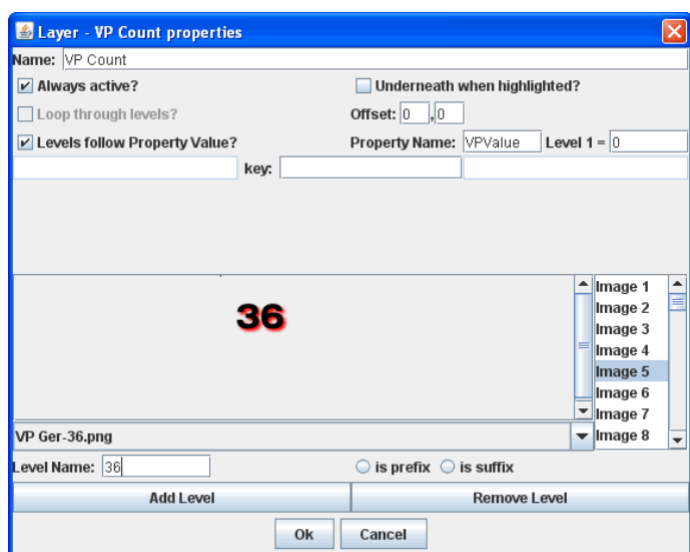 Layer - VP Count properties
Name: VP Count
Always active? Underneath when highlighted?
Loop through levels? Offset: 0 ,0
Levels follow Property Value? Property Name: VPValue Level 1 = 0
key:
36
Image 1
Image 2
Image 3
Image 4
Image 5
Image 6
Image 7
Image 8
VP Ger-36.png
Level Name: 36 is prefix is suffix
Add Level Remove Level
Ok Cancel